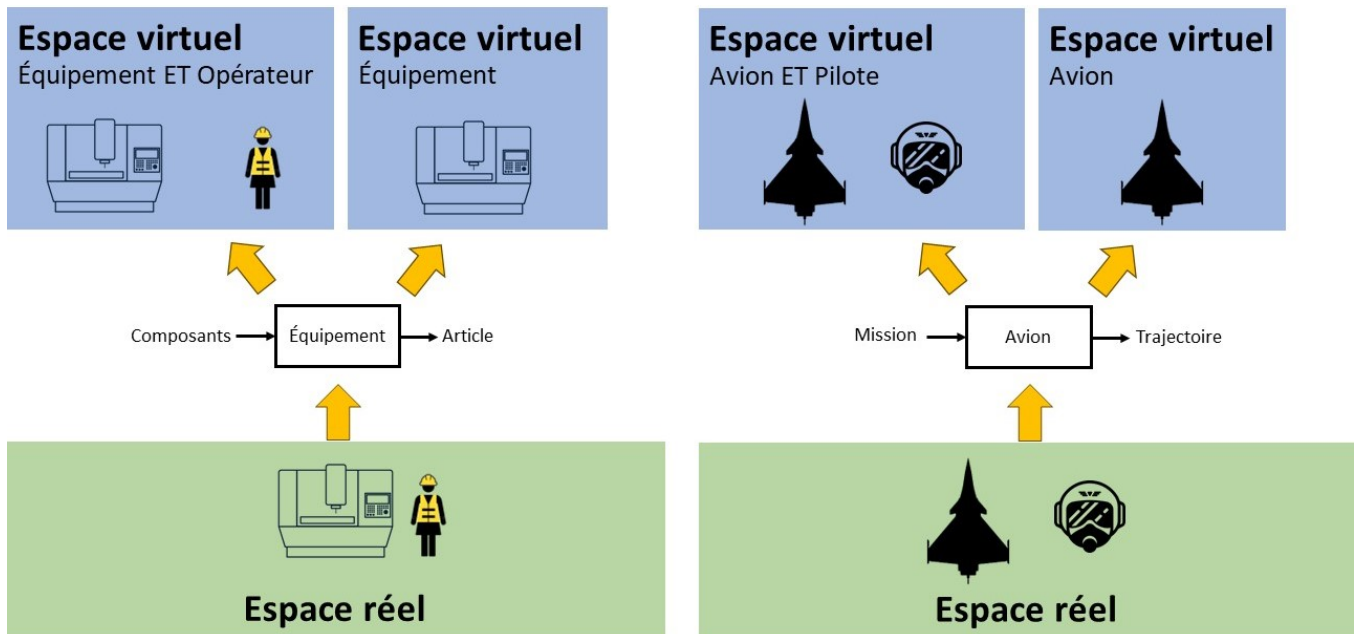 Espace virtuel
Équipement ET Opérateur
Espace virtuel
Équipement
Composants
Équipement
Article
Espace réel
Espace virtuel
Avion ET Pilote
Espace virtuel
Avion
Mission
Avion
Trajectoire
Espace réel